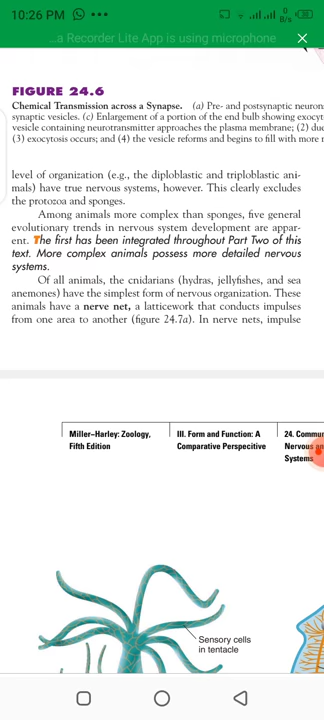 10:26 PM
0
B/s
...a Recorder Lite App is using microphone
FIGURE 24.6
Chemical Transmission across a Synapse. (a) Pre- and postsynaptic neuron
synaptic vesicles. (c) Enlargement of a portion of the end bulb showing exocyt
vesicle containing neurotransmitter approaches the plasma membrane; (2) due
(3) exocytosis occurs; and (4) the vesicle reforms and begins to fill with more n
level of organization (e.g., the diploblastic and triploblastic ani-
mals) have true nervous systems, however. This clearly excludes
the protozoa and sponges.
Among animals more complex than sponges, five general
evolutionary trends in nervous system development are appar-
ent. The first has been integrated throughout Part Two of this
text. More complex animals possess more detailed nervous
systems.
Of all animals, the cnidarians (hydras, jellyfishes, and sea
anemones) have the simplest form of nervous organization. These
animals have a nerve net, a latticework that conducts impulses
from one area to another (figure 24.7a). In nerve nets, impulse
Miller−Harley: Zoology,
Fifth Edition
III. Form and Function: A
Comparative Perspecitive
24. Commun
Nervous an
Systems
Sensory cells
in tentacle